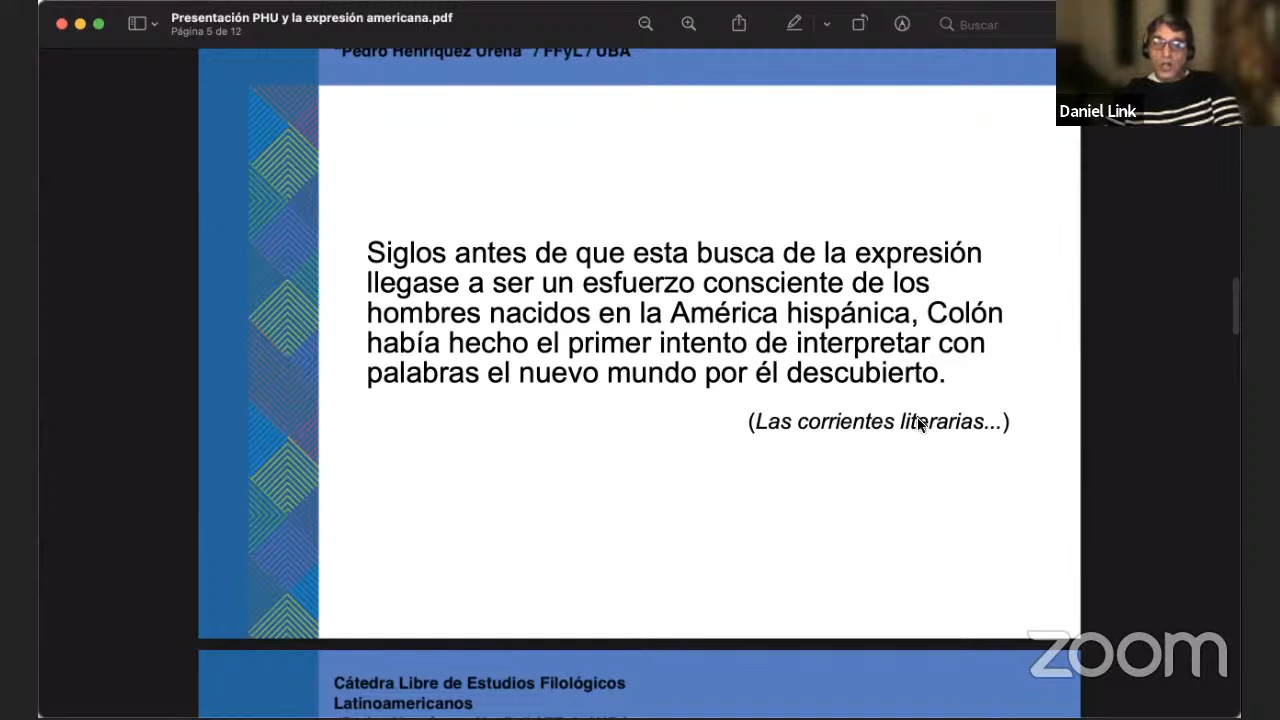 Presentación PHU y la expresión americana.pdf
Página 5 de 12
Buscar
Daniel Link
"Pedro Henríquez Ureña" / FFyL / UBA
Siglos antes de que esta busca de la expresión
llegase a ser un esfuerzo consciente de los
hombres nacidos en la América hispánica, Colón
había hecho el primer intento de interpretar con
palabras el nuevo mundo por él descubierto.
(Las corrientes literarias...)
zoom
Cátedra Libre de Estudios Filológicos
Latinoamericanos